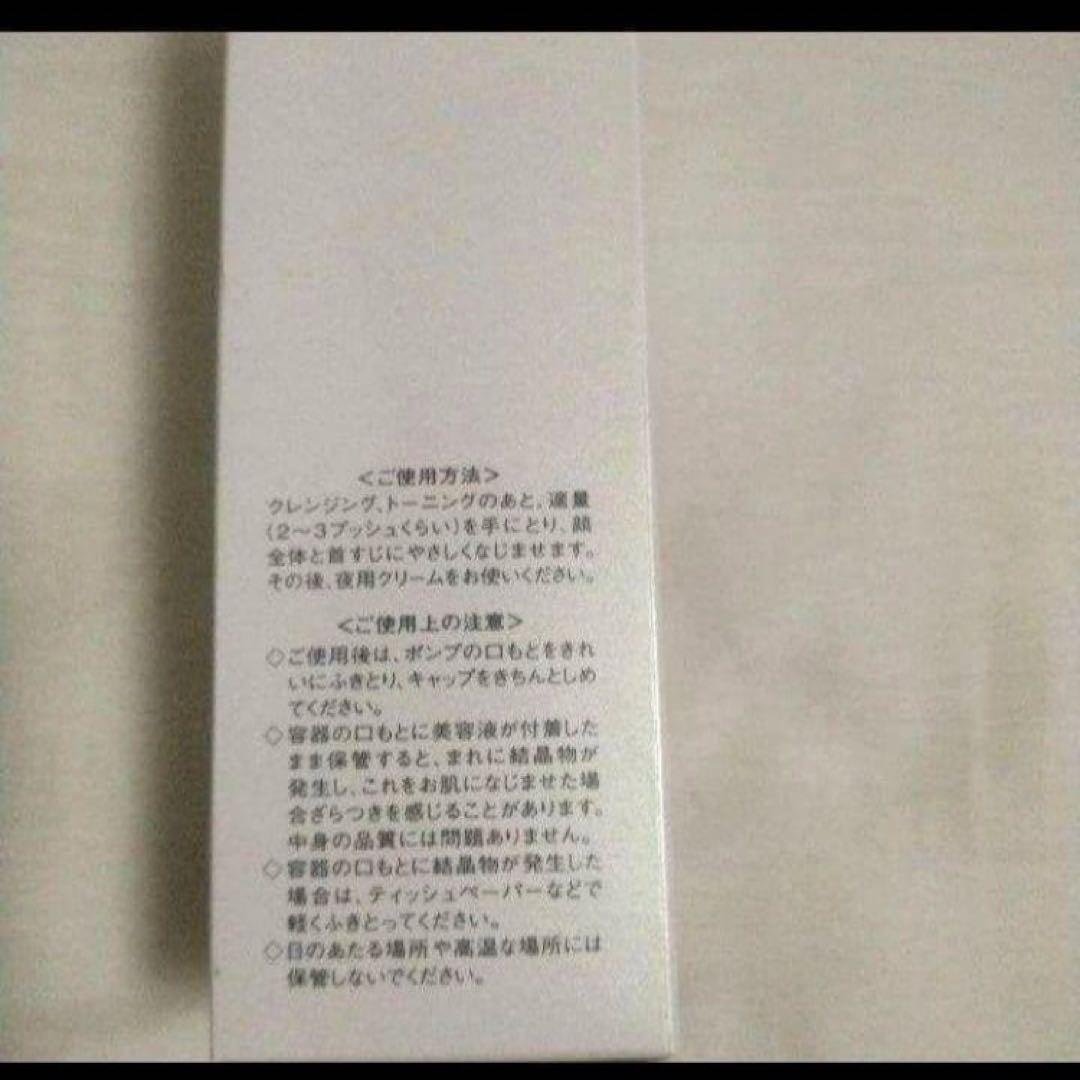 <ご使用方法>
クレンジング、トーニングのあと、適量
(2〜3プッシュくらい)を手にとり、顔
全体と首すじにやさしくなじませます。
その後、夜用クリームをお使いください。
<ご使用上の注意>
◇ご使用後は、ポンプの口もとをきれ
いにふきとり、キャップをきちんとしめ
てください。
◇容器の口もとに美容液が付着した
まま保管すると、まれに結晶物が
発生し、これをお肌になじませた場
合ざらつきを感じることがあります。
中身の品質には問題ありません。
◇容器の口もとに結晶物が発生した
場合は、ティッシュペーパーなどで
軽くふきとってください。
◇日のあたる場所や高温な場所には
保管しないでください。